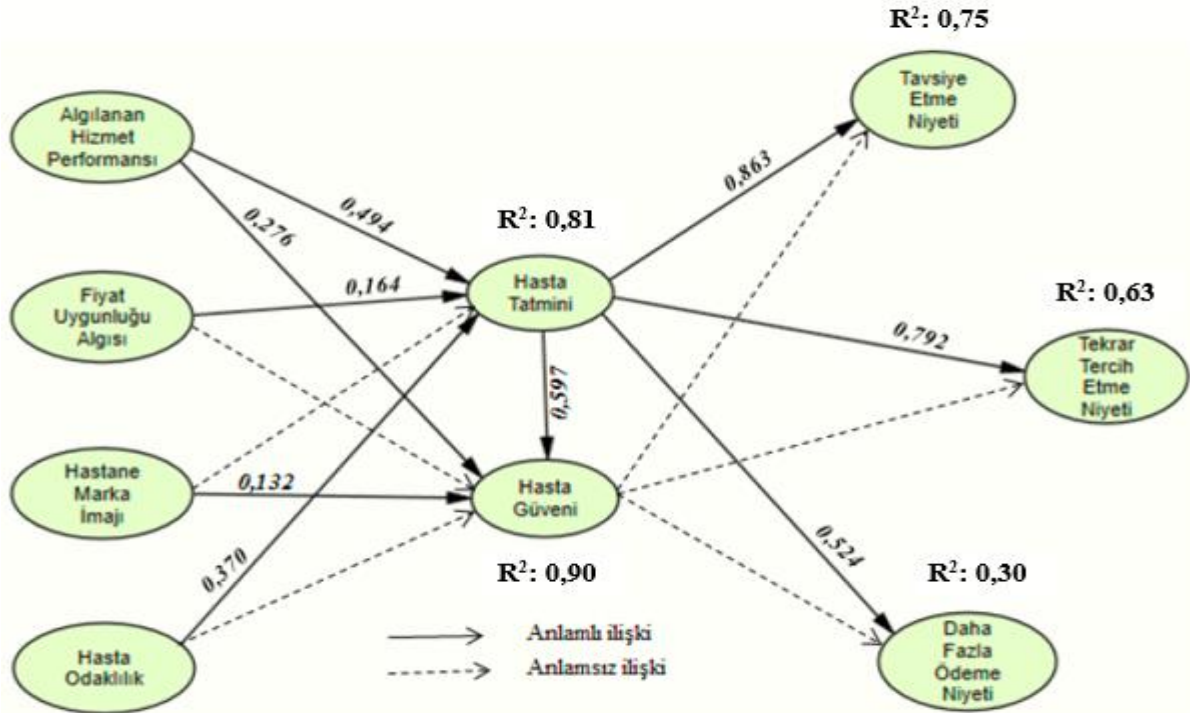 R²: 0,75
Tavsiye
Etme
Niyeti
Algılanan
Hizmet
Performansı
0,494
0,276
0,863
R²: 0,81
Hasta
Tatmini
Fiyat
Uygunluğu
Algısı
0,164
R²: 0,63
0,792
Tekrar
Tercih
Etme
Niyeti
0,597
Hastane
Marka
İmajı
0,132
Hasta
Güveni
0,370
0,524
R²: 0,90
R²: 0,30
Hasta
Odaklılık
Anlamlı ilişki
Anlamsız ilişki
Daha
Fazla
Ödeme
Niyeti